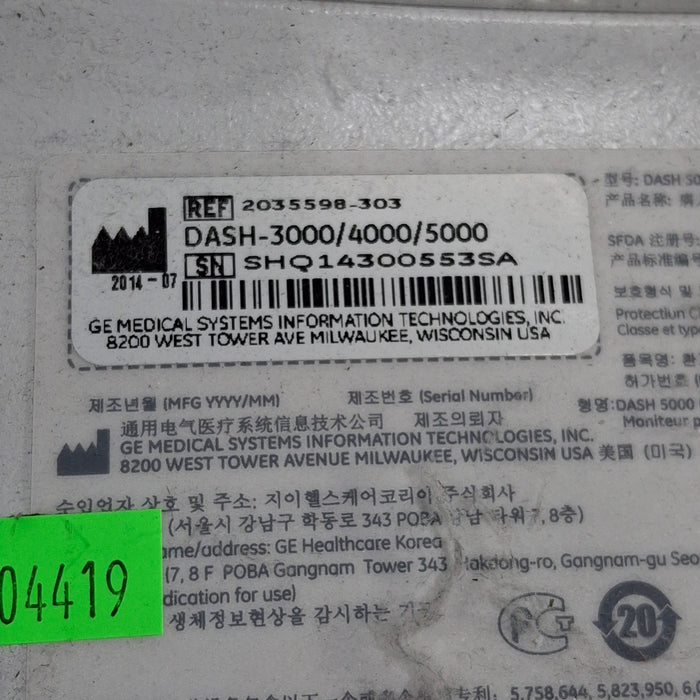 REF 2035598-303
DASH-3000/4000/5000
SN SHQ14300553SA
2014-07
GE MEDICAL SYSTEMS INFORMATION TECHNOLOGIES, INC.
8200 WEST TOWER AVE MILWAUKEE, WISCONSIN USA
型号: DASH 50
产品名称: 病
SFDA 注册号:
产品标准编号
보호형식 및
Protection Cl
Classe et type
품목명: 환
허가번호
형명:DASH 5000
Moniteur p
제조년월 (MFG YYYY/MM) 제조번호 (Serial Number)
通用电气医疗系统信息技术公司 제조의뢰자
GE MEDICAL SYSTEMS INFORMATION TECHNOLOGIES, INC.
8200 WEST TOWER AVENUE MILWAUKEE, WISCONSIN USA 美国 (미국)
수입업자 상호 및 주소: 지이헬스케어코리아 주식회사
(서울시 강남구 학동로 343 POBA 강남 타워 7, 8층)
ame/address: GE Healthcare Korea
(7, 8 F POBA Gangnam Tower 343 Hakdong-ro, Gangnam-gu Seo
dication for use)
생체정보현상을 감시하는
04419
20
5,758,644, 5,823,950, 6,0